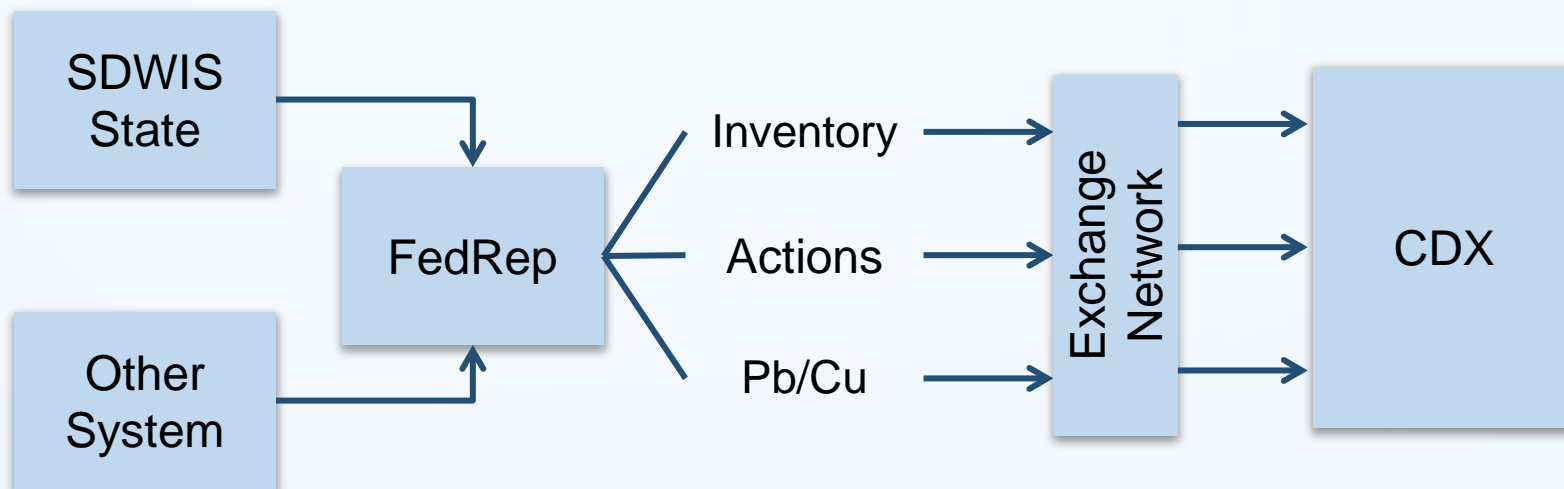 SDWIS
State
FedRep
Other
System
Inventory
Actions
Pb/Cu
Exchange
Network
CDX